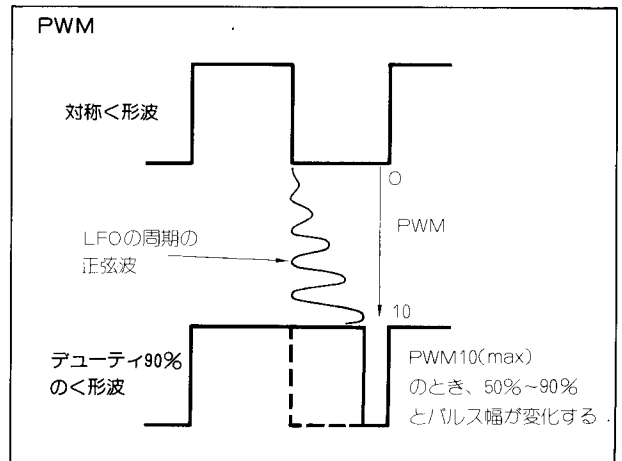 PWM
対称く形波
0
PWM
LFOの周期の
正弦波
10
デューティ90%
のく形波
PWM10(max)
のとき、50%~90%
とパルス幅が変化する.